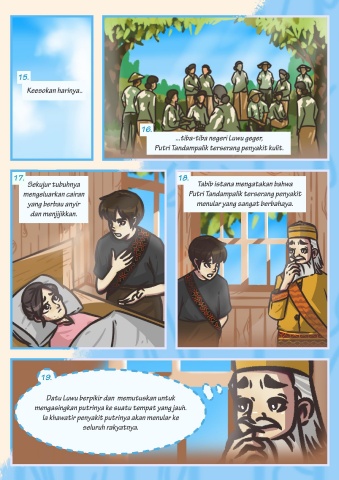 15.
Keesokan harinya..
16.
...tiba-tiba negeri Luwu geger,
Putri Tandampalik terserang penyakit kulit.
17.
Sekujur tubuhnya
mengeluarkan cairan
yang berbau anyir
dan menjijikkan.
18.
Tabib istana mengatakan bahwa
Putri Tandampalik terserang penyakit
menular yang sangat berbahaya.
19.
Datu Luwu berpikir dan memutuskan untuk
mengasingkan putrinya ke suatu tempat yang jauh.
Ia khawatir penyakit putrinya akan menular ke
seluruh rakyatnya.